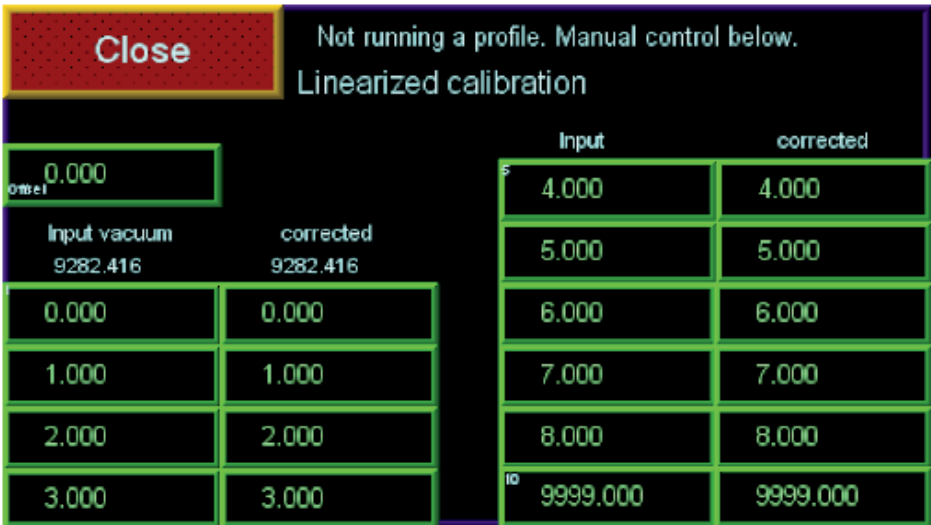 Close
Not running a profile. Manual control below.
Linearized calibration
Offset 0.000
Input vacuum corrected
9282.416 9282.416
1 0.000 0.000
1.000 1.000
2.000 2.000
3.000 3.000
Input corrected
5 4.000 4.000
5.000 5.000
6.000 6.000
7.000 7.000
8.000 8.000
10 9999.000 9999.000